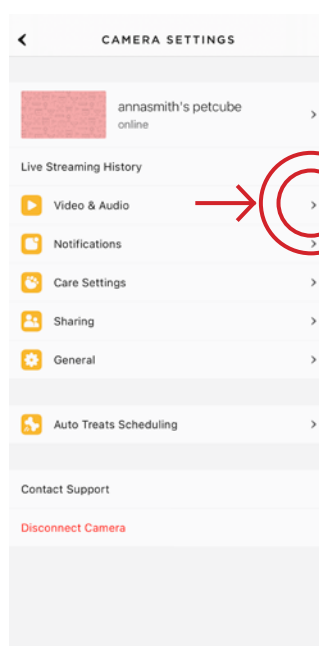 CAMERA SETTINGS
annasmith's petcube
online
Live Streaming History
Video & Audio
Notifications
Care Settings
Sharing
General
Auto Treats Scheduling
Contact Support
Disconnect Camera